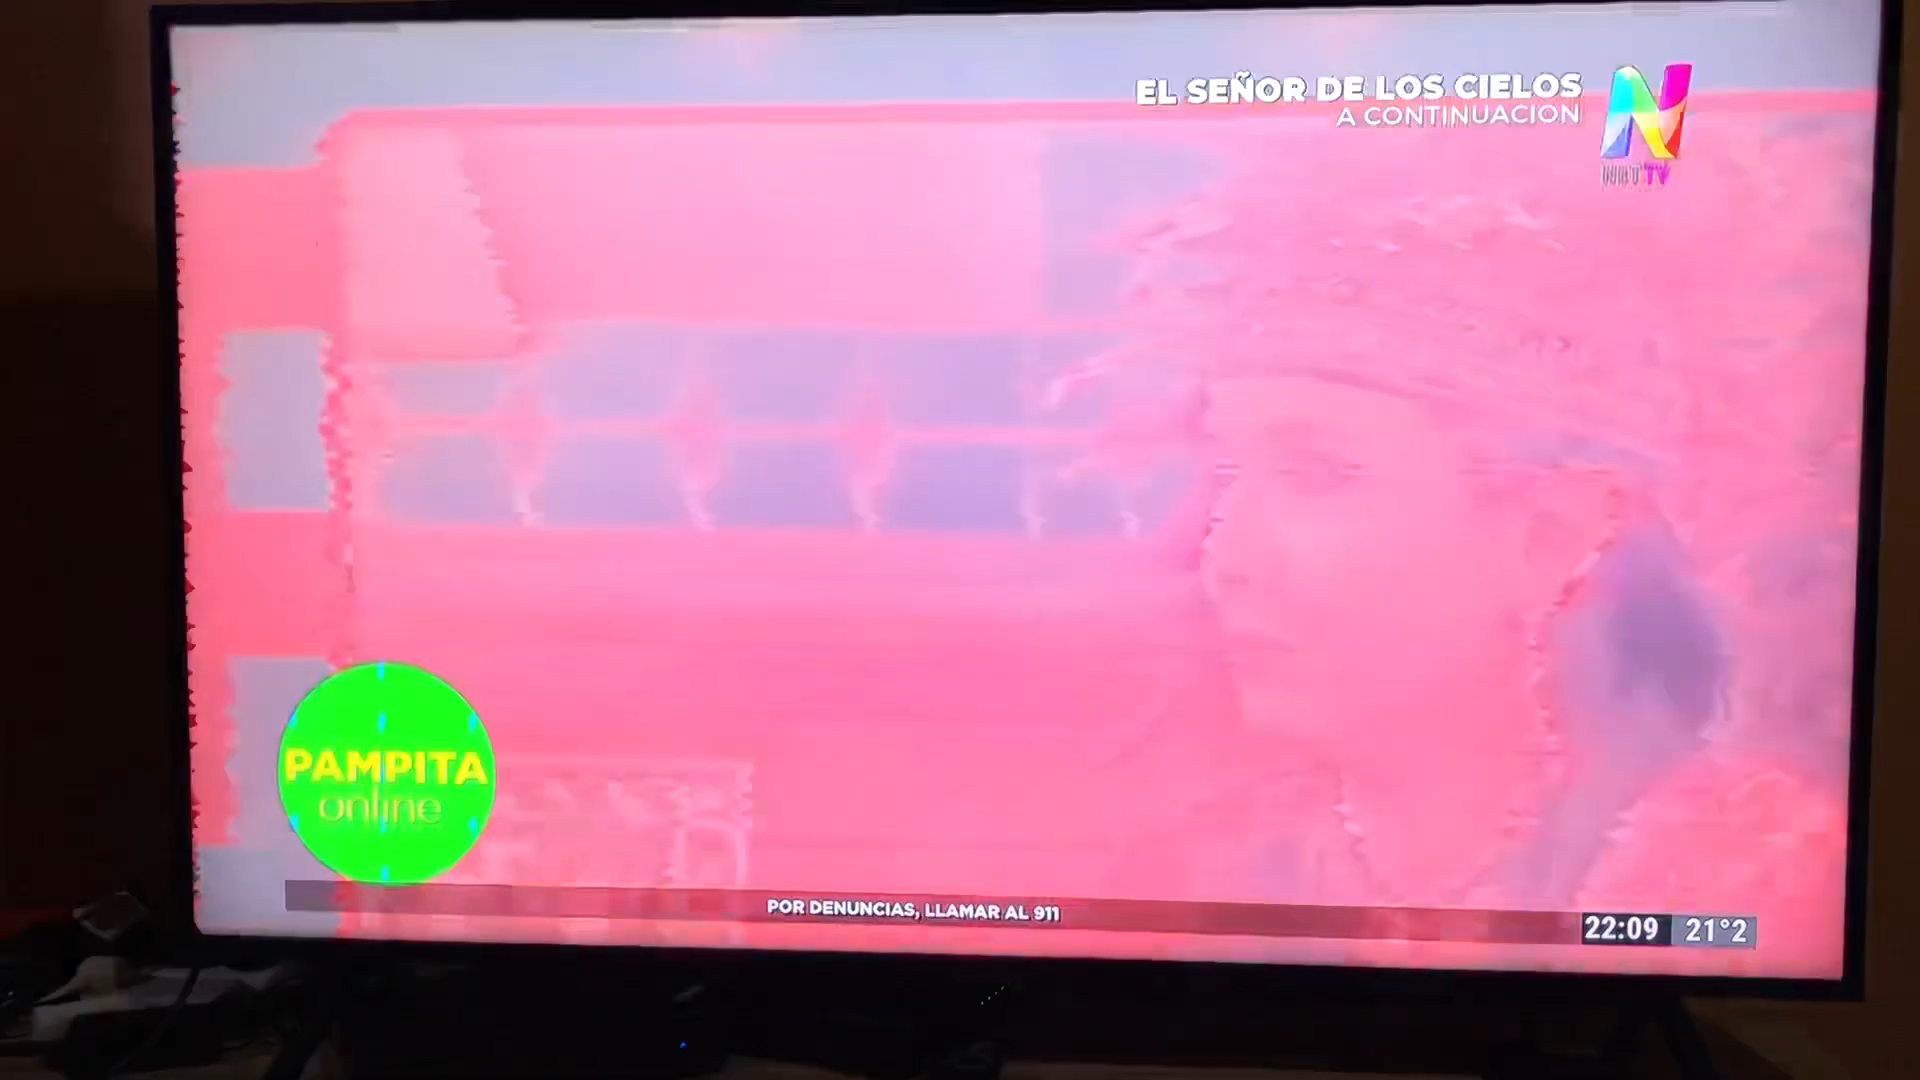 EL SEÑOR DE LOS CIELOS
A CONTINUACION
PAMPITA
online
POR DENUNCIAS, LLAMAR AL 911
22:09 21°2